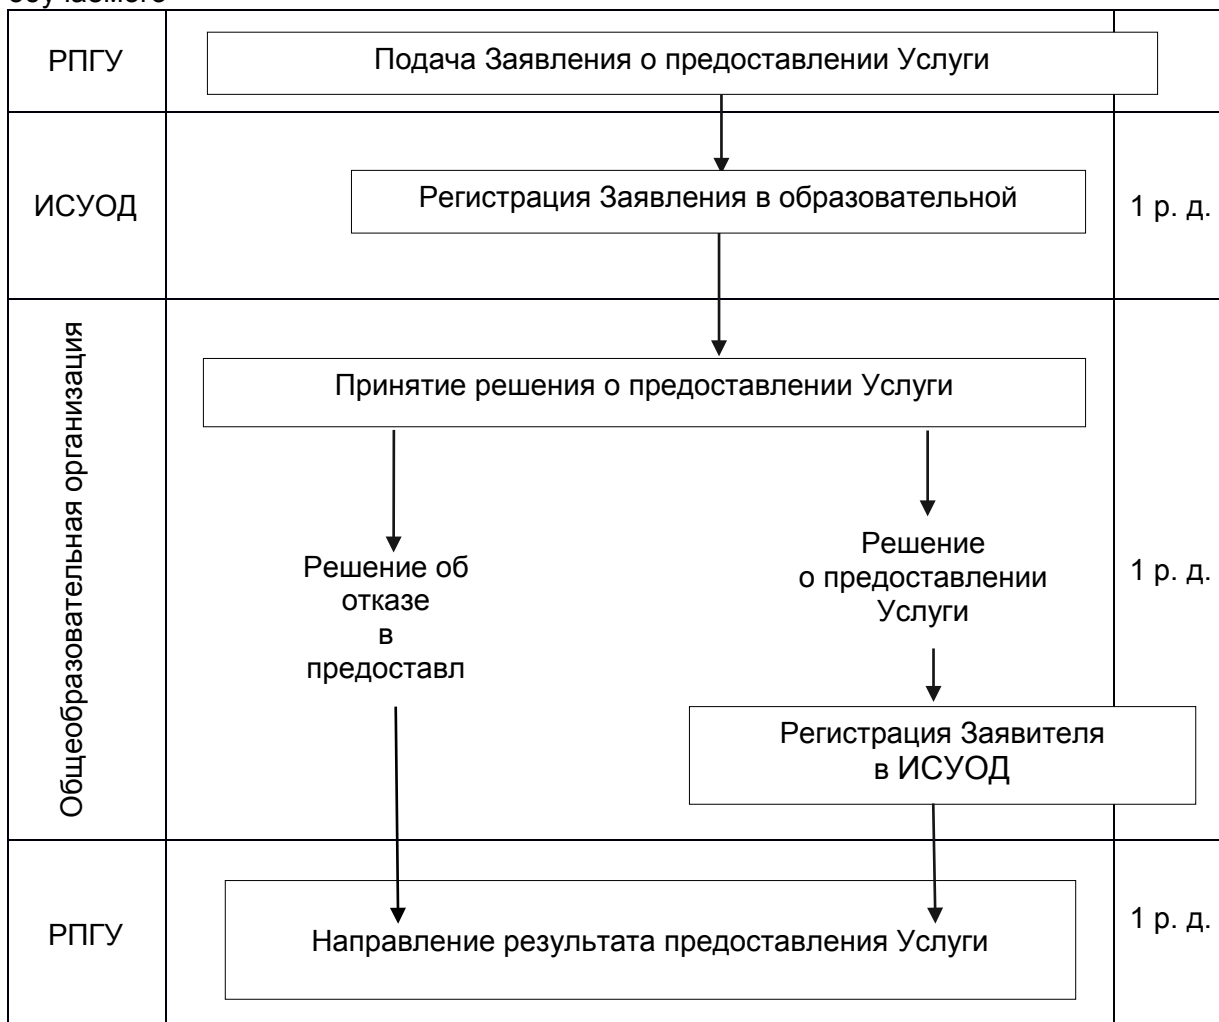 РПГУ
Подача Заявления о предоставлении Услуги
ИСУОД
Регистрация Заявления в образовательной
1 р. д.
Общеобразовательная организация
Принятие решения о предоставлении Услуги
Решение об
отказе
в
предоставл
Решение
о предоставлении
Услуги
1 р. д.
Регистрация Заявителя
в ИСУОД
РПГУ
Направление результата предоставления Услуги
1 р. д.